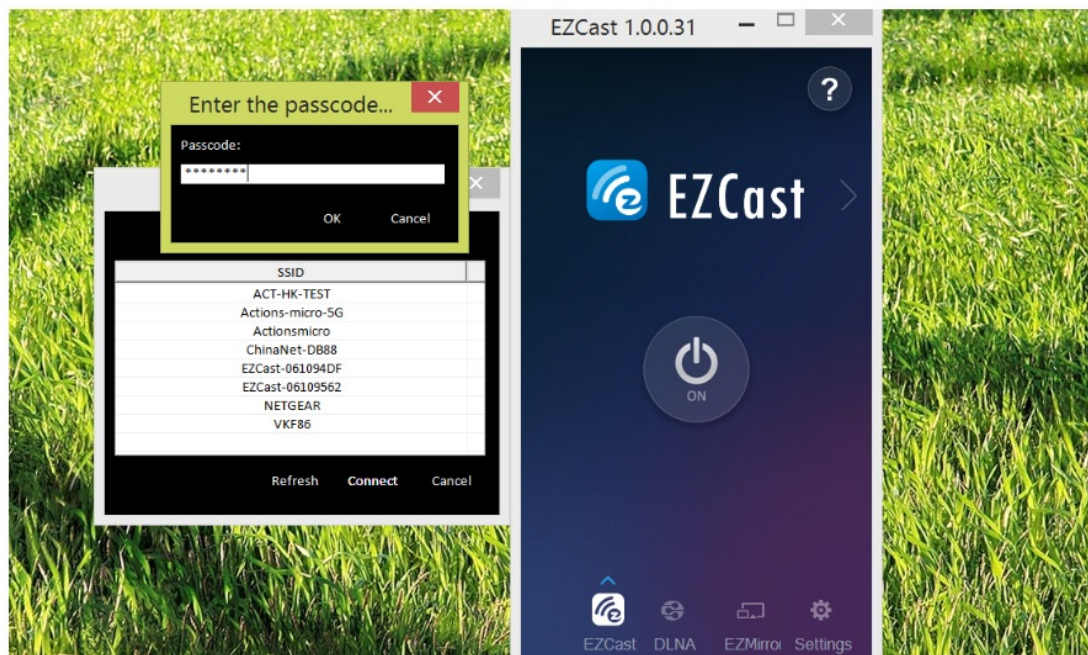 Enter the passcode...
Passcode:
********
OK Cancel
SSID
ACT-HK-TEST
Actions-micro-5G
Actionsmicro
ChinaNet-DB88
EZCast-061094DF
EZCast-06109562
NETGEAR
VKF86
Refresh Connect Cancel
EZCast 1.0.0.31
?
EZCast
ON
EZCast DLNA EZMirror Settings